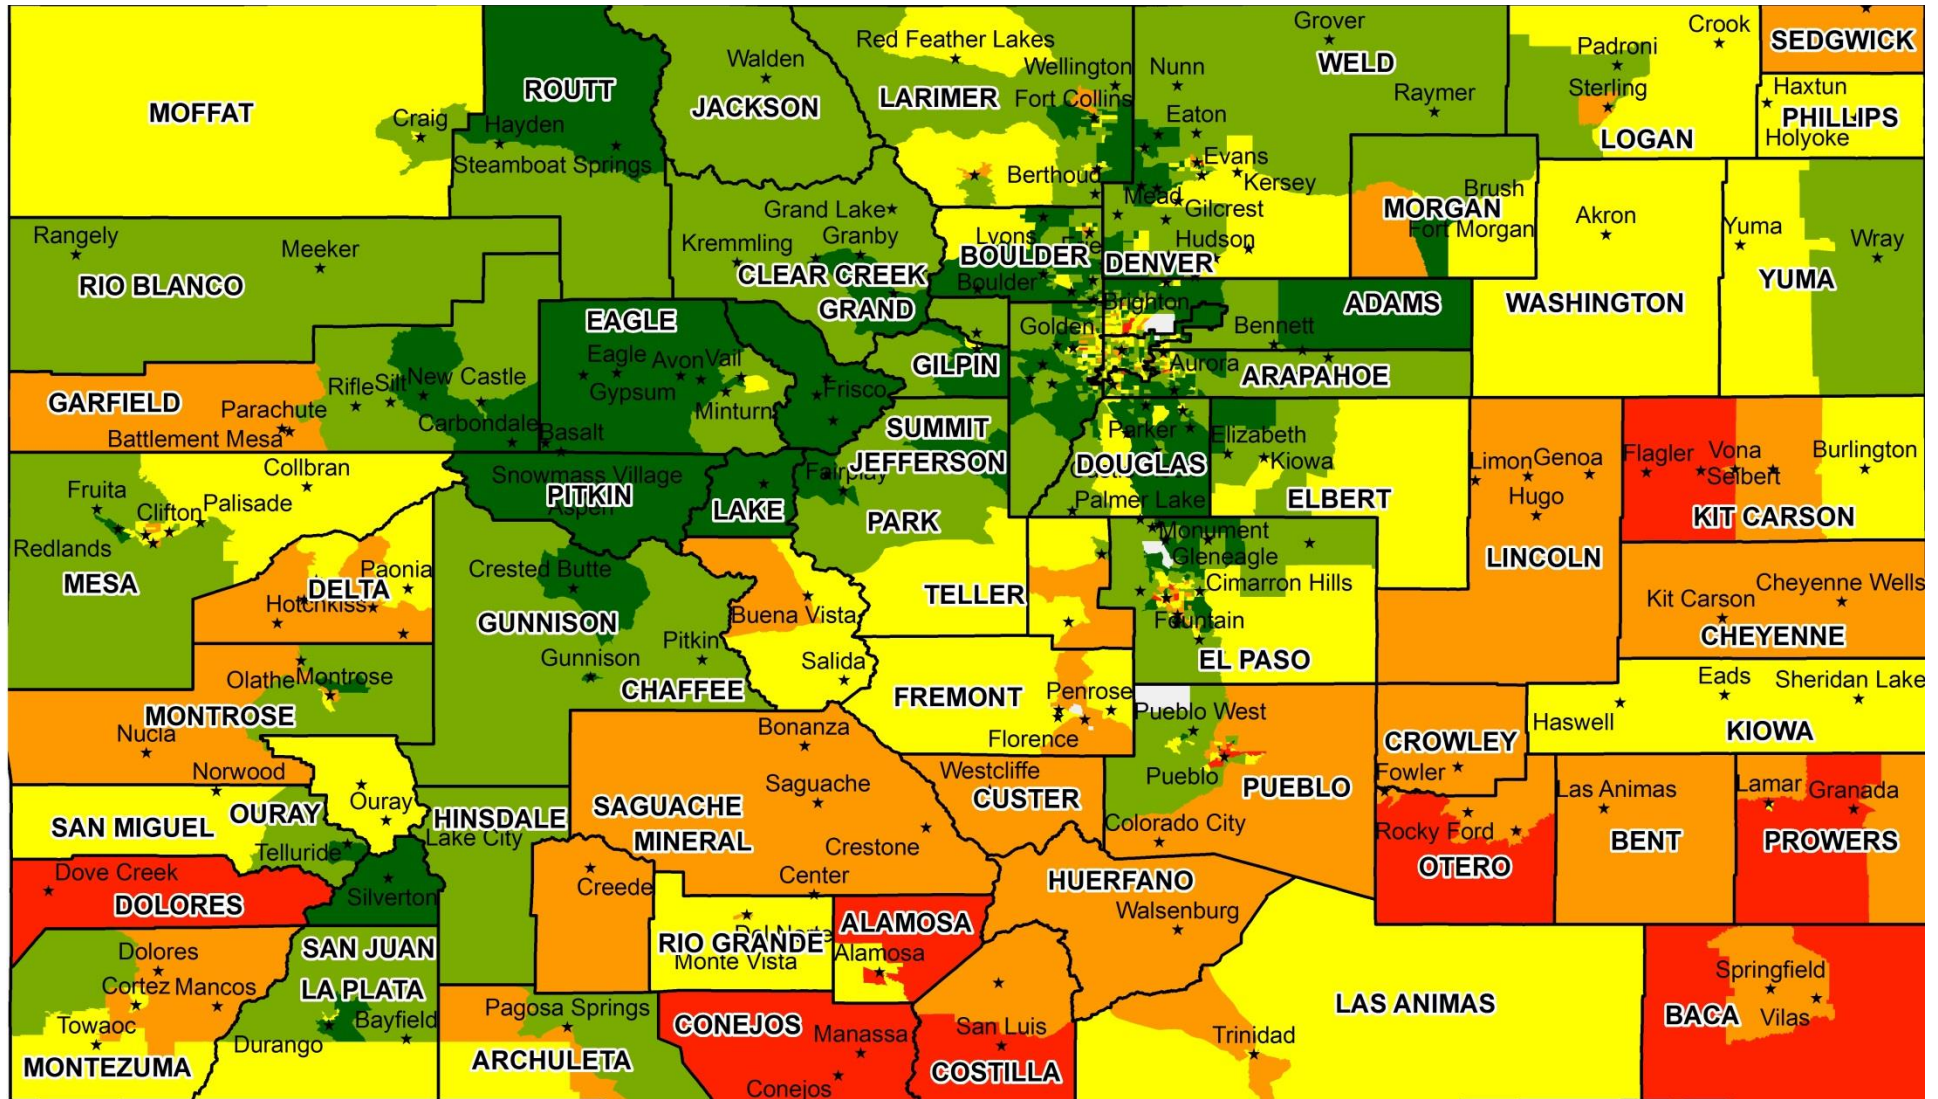 Grover
Crook
Padroni
SEDGWICK
Red Feather Lakes
Walden
WELD
Wellington
Nunn
ROUTT
JACKSON
LARIMER
Fort Collins
Raymer
Sterling
Haxtun
MOFFAT
Craig
Hayden
Eaton
PHILLIPS
LOGAN
Holyoke
Steamboat Springs
Evans
Berthoud
Kersey
Brush
Mead
Grand Lake
Gilcrest
MORGAN
Akron
Fort Morgan
Yuma
Rangely
Meeker
Kremmling
Granby
Lyons
Erie
Hudson
Wray
BOULDER
DENVER
CLEAR CREEK
RIO BLANCO
Boulder
YUMA
GRAND
Brighton
ADAMS
WASHINGTON
EAGLE
Golden
Bennett
Eagle
Avon
Vail
GILPIN
Aurora
ARAPAHOE
Rifle
Silt
New Castle
Gypsum
Frisco
GARFIELD
Parachute
Minturn
Carbondale
Basalt
SUMMIT
Parker
Elizabeth
Battlement Mesa
Flagler
Vona
Burlington
Collbran
Snowmass Village
Fairplay
JEFFERSON
DOUGLAS
Kiowa
Limon
Genoa
Seibert
Fruita
Palisade
PITKIN
Aspen
LAKE
Palmer Lake
ELBERT
Hugo
Clifton
PARK
KIT CARSON
Redlands
Monument
Gleneagle
LINCOLN
MESA
DELTA
Paonia
Crested Butte
Cimarron Hills
Cheyenne Wells
Hotchkiss
TELLER
Kit Carson
Buena Vista
GUNNISON
Fountain
CHEYENNE
Pitkin
Gunnison
Salida
EL PASO
Olathe
Montrose
CHAFFEE
FREMONT
Penrose
Eads
Sheridan Lake
MONTROSE
Nucia
Bonanza
Florence
Pueblo West
Haswell
KIOWA
CROWLEY
Norwood
Westcliffe
Pueblo
Fowler
Saguache
PUEBLO
Las Animas
Lamar
Granada
Ouray
SAGUACHE
CUSTER
SAN MIGUEL
OURAY
HINSDALE
Lake City
MINERAL
Crestone
Colorado City
Rocky Ford
BENT
PROWERS
Telluride
OTERO
Dove Creek
Creede
Center
HUERFANO
DOLORES
Silverton
Walsenburg
ALAMOSA
Del Norte
Dolores
SAN JUAN
RIO GRANDE
Monte Vista
Alamosa
Springfield
Cortez
Mancos
LA PLATA
LAS ANIMAS
Pagosa Springs
BACA
Vilas
Towaoc
Bayfield
CONEJOS
Manassa
San Luis
Trinidad
Durango
MONTEZUMA
ARCHULETA
COSTILLA
Conejos